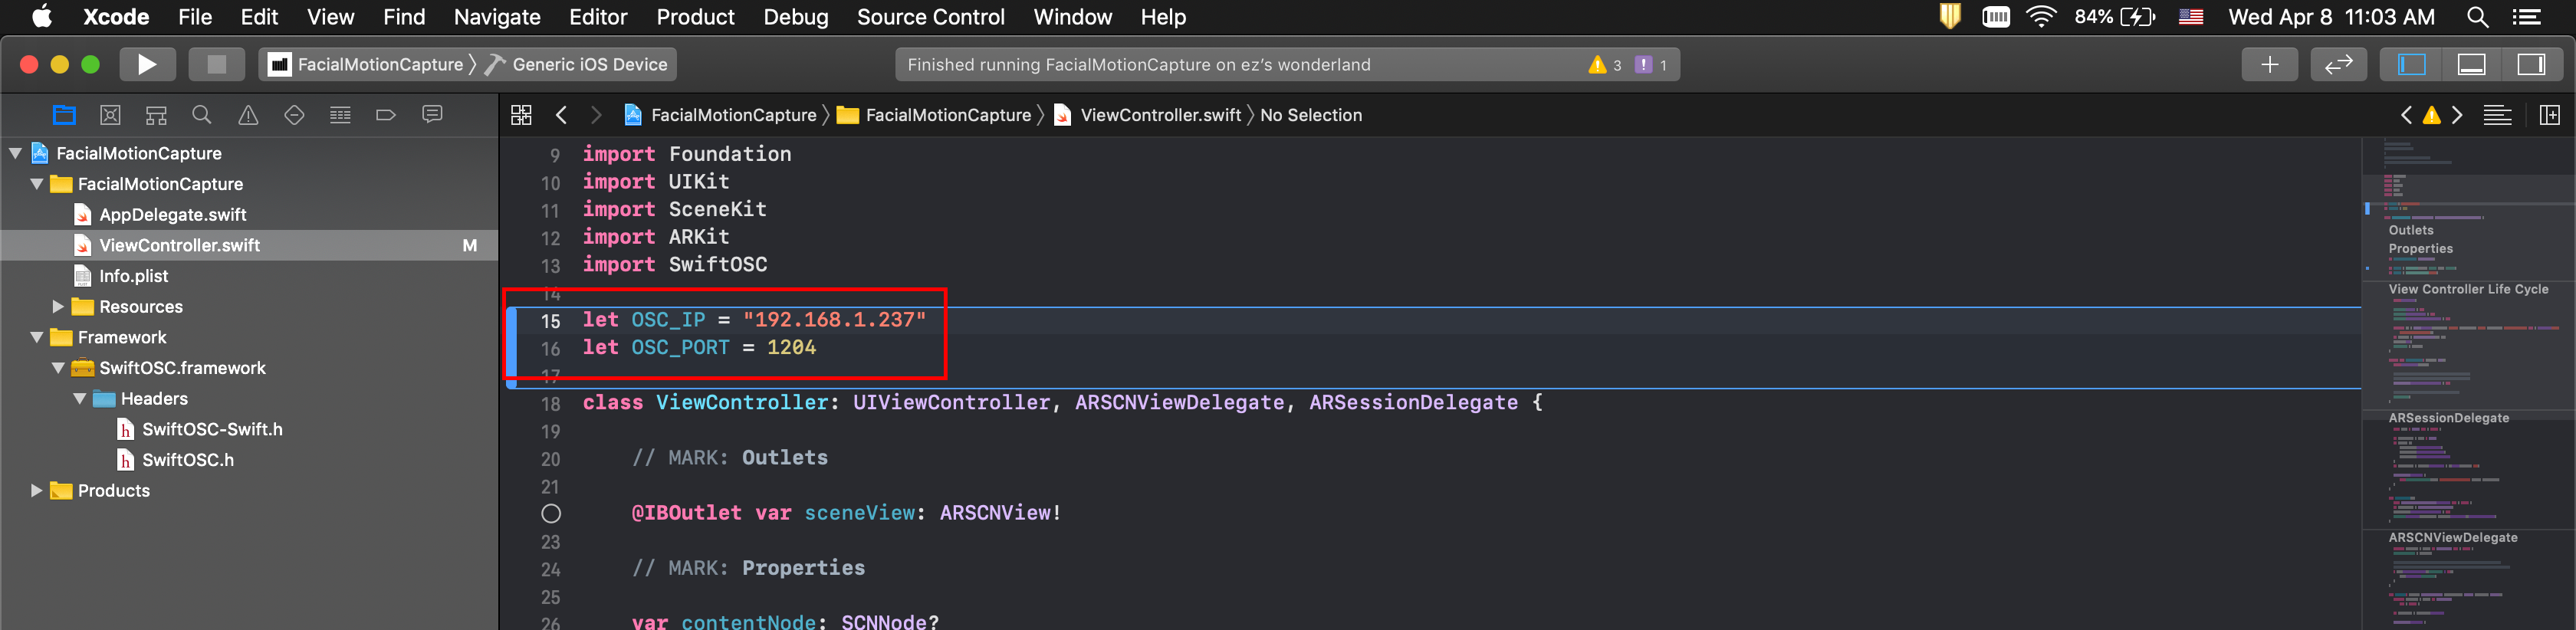 Xcode File Edit View Find Navigate Editor Product Debug Source Control Window Help 84% Wed Apr 8 11:03 AM
FacialMotionCapture 〉 Generic iOS Device
Finished running FacialMotionCapture on ez's wonderland 3 1
FacialMotionCapture 〉 FacialMotionCapture 〉 ViewController.swift 〉 No Selection
FacialMotionCapture
FacialMotionCapture
AppDelegate.swift
ViewController.swift M
Info.plist
Resources
Framework
SwiftOSC.framework
Headers
SwiftOSC-Swift.h
SwiftOSC.h
Products
9 import Foundation
10 import UIKit
11 import SceneKit
12 import ARKit
13 import SwiftOSC
14
15 let OSC_IP = "192.168.1.237"
16 let OSC_PORT = 1204
17
18 class ViewController: UIViewController, ARSCNViewDelegate, ARSessionDelegate {
19
20 // MARK: Outlets
21
@IBOutlet var sceneView: ARSCNView!
23
24 // MARK: Properties
25
26 var contentNode: SCNNode?
Outlets
Properties
View Controller Life Cycle
ARSessionDelegate
ARSCNViewDelegate